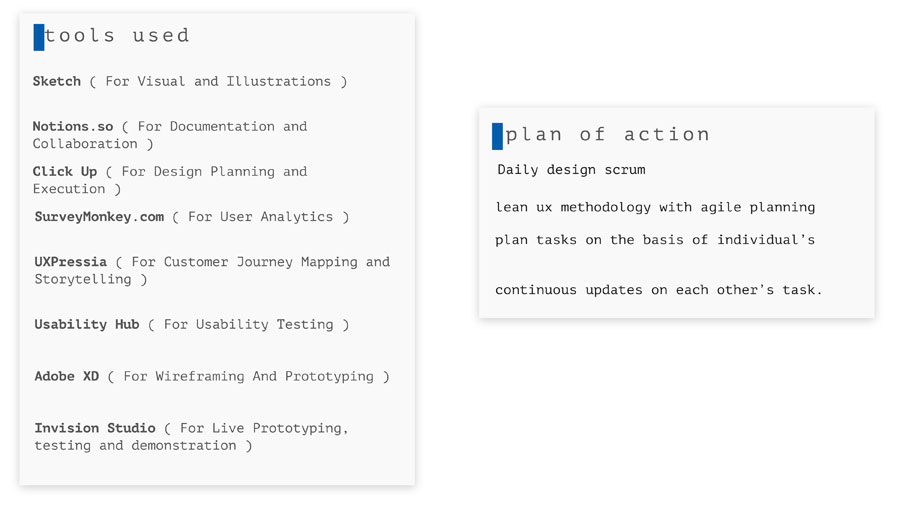 tools used
Sketch ( For Visual and Illustrations )
Notions.so ( For Documentation and
Collaboration )
Click Up ( For Design Planning and
Execution )
SurveyMonkey.com ( For User Analytics )
UXPressia ( For Customer Journey Mapping and
Storytelling )
Usability Hub ( For Usability Testing )
Adobe XD ( For Wireframing And Prototyping )
Invision Studio ( For Live Prototyping,
testing and demonstration )
plan of action
Daily design scrum
lean ux methodology with agile planning
plan tasks on the basis of individual’s
continuous updates on each other’s task.